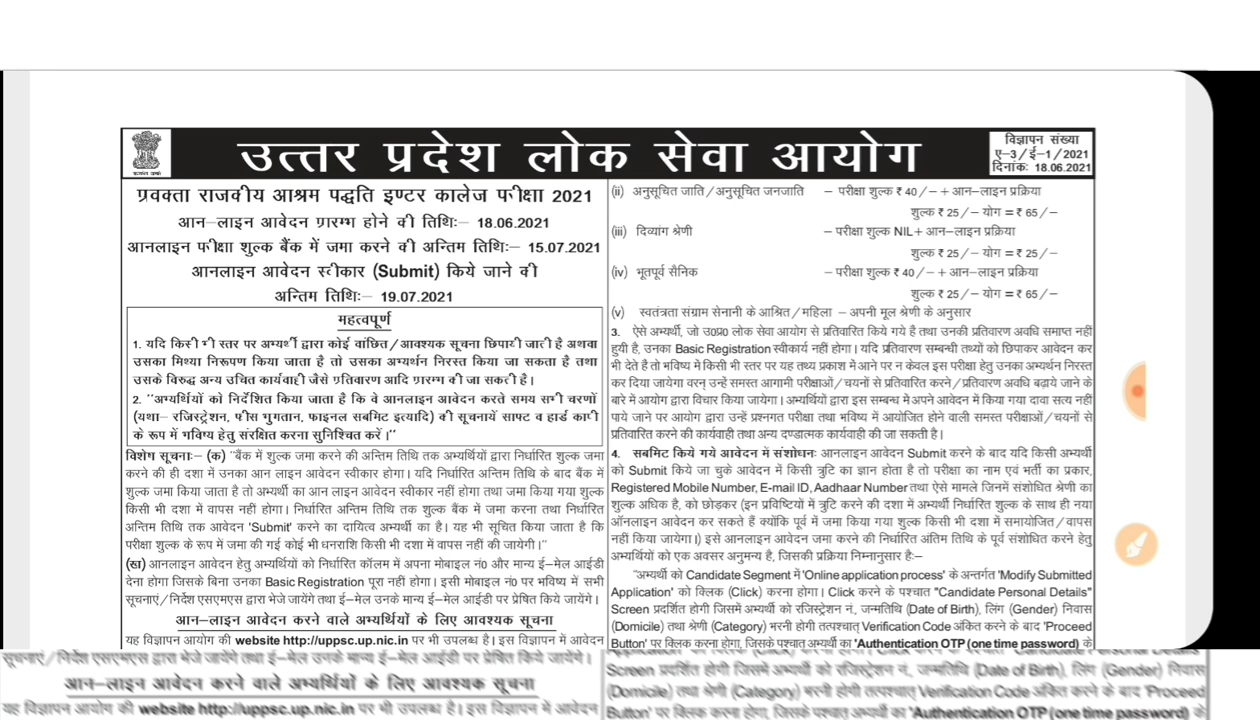 उत्तर प्रदेश लोक सेवा आयोग
विज्ञापन संख्या
ए-3/ई-1/2021
दिनांकः 18.06.2021
प्रवक्ता राजकीय आश्रम पद्धति इण्टर कालेज परीक्षा 2021
आन-लाइन आवेदन प्रारम्भ होने की तिथिः- 18.06.2021
आनलाइन परीक्षा शुल्क बैंक में जमा करने की अन्तिम तिथिः- 15.07.2021
आनलाइन आवेदन स्वीकार (Submit) किये जाने की
अन्तिम तिथिः- 19.07.2021
महत्वपूर्ण
1. यदि किसी भी स्तर पर अभ्यर्थी द्वारा कोई वांछित/आवश्यक सूचना छिपायी जाती है अथवा
उसका मिथ्या निरूपण किया जाता है तो उसका अभ्यर्थन निरस्त किया जा सकता है तथा
उसके विरुद्ध अन्य उचित कार्यवाही जैसे प्रतिवारण आदि प्रारम्भ की जा सकती है।
2. "अभ्यर्थियों को निर्देशित किया जाता है कि वे आनलाइन आवेदन करते समय सभी चरणों
(यथा- रजिस्ट्रेशन, फीस भुगतान, फाइनल सबमिट इत्यादि) की सूचनायें साफ्ट व हार्ड कापी
के रूप में भविष्य हेतु संरक्षित करना सुनिश्चित करें।"
विशेष सूचनाः- (क) "बैंक में शुल्क जमा करने की अन्तिम तिथि तक अभ्यर्थियों द्वारा निर्धारित शुल्क जमा
करने की ही दशा में उनका आन लाइन आवेदन स्वीकार होगा। यदि निर्धारित अन्तिम तिथि के बाद बैंक में
शुल्क जमा किया जाता है तो अभ्यर्थी का आन लाइन आवेदन स्वीकार नहीं होगा तथा जमा किया गया शुल्क
किसी भी दशा में वापस नहीं होगा। निर्धारित अन्तिम तिथि तक शुल्क बैंक में जमा करना तथा निर्धारित
अन्तिम तिथि तक आवेदन 'Submit' करने का दायित्व अभ्यर्थी का है। यह भी सूचित किया जाता है कि
परीक्षा शुल्क के रूप में जमा की गई कोई भी धनराशि किसी भी दशा में वापस नहीं की जायेगी।"
(ख) आनलाइन आवेदन हेतु अभ्यर्थियों को निर्धारित कॉलम में अपना मोबाइल नं0 और मान्य ई-मेल आईडी
देना होगा जिसके बिना उनका Basic Registration पूरा नहीं होगा। इसी मोबाइल नं0 पर भविष्य में सभी
सूचनाएं/निर्देश एसएमएस द्वारा भेजे जायेंगे तथा ई-मेल उनके मान्य ई-मेल आईडी पर प्रेषित किये जायेंगे।
आन-लाइन आवेदन करने वाले अभ्यर्थियों के लिए आवश्यक सूचना
यह विज्ञापन आयोग की website http://uppsc.up.nic.in पर भी उपलब्ध है। इस विज्ञापन में आवेदन
(ii) अनुसूचित जाति/अनुसूचित जनजाति – परीक्षा शुल्क ₹ 40/- + आन-लाइन प्रक्रिया
शुल्क ₹ 25/- योग = ₹ 65/-
(iii) दिव्यांग श्रेणी – परीक्षा शुल्क NIL + आन-लाइन प्रक्रिया
शुल्क ₹ 25/- योग = ₹ 25/-
(iv) भूतपूर्व सैनिक – परीक्षा शुल्क ₹ 40/- + आन-लाइन प्रक्रिया
शुल्क ₹ 25/- योग = ₹ 65/-
(v) स्वतंत्रता संग्राम सेनानी के आश्रित/महिला – अपनी मूल श्रेणी के अनुसार
3. ऐसे अभ्यर्थी, जो उ0प्र0 लोक सेवा आयोग से प्रतिवारित किये गये है तथा उनकी प्रतिवारण अवधि समाप्त नहीं
हुयी है, उनका Basic Registration स्वीकार्य नहीं होगा। यदि प्रतिवारण सम्बन्धी तथ्यों को छिपाकर आवेदन कर
भी देते है तो भविष्य में किसी भी स्तर पर यह तथ्य प्रकाश में आने पर न केवल इस परीक्षा हेतु उनका अभ्यर्थन निरस्त
कर दिया जायेगा वरन् उन्हे समस्त आगामी परीक्षाओं/चयनों से प्रतिवारित करने/प्रतिवारण अवधि बढ़ाये जाने के
बारे में आयोग द्वारा विचार किया जायेगा। अभ्यर्थियों द्वारा इस सम्बन्ध मे अपने आवेदन में किया गया दावा सत्य नहीं
पाये जाने पर आयोग द्वारा उन्हें प्रश्नगत परीक्षा तथा भविष्य में आयोजित होने वाली समस्त परीक्षाओं/चयनों से
प्रतिवारित करने की कार्यवाही तथा अन्य दण्डात्मक कार्यवाही की जा सकती है।
4. सबमिट किये गये आवेदन में संशोधनः आनलाइन आवेदन Submit करने के बाद यदि किसी अभ्यर्थी
को Submit किये जा चुके आवेदन में किसी त्रुटि का ज्ञान होता है तो परीक्षा का नाम एवं भर्ती का प्रकार,
Registered Mobile Number, E-mail ID, Aadhaar Number तथा ऐसे मामले जिनमें संशोधित श्रेणी का
शुल्क अधिक है, को छोड़कर (इन प्रविष्टियों में त्रुटि करने की दशा में अभ्यर्थी निर्धारित शुल्क के साथ ही नया
ऑनलाइन आवेदन कर सकते हैं क्योंकि पूर्व में जमा किया गया शुल्क किसी भी दशा में समायोजित/वापस
नहीं किया जायेगा।) इसे आनलाइन आवेदन जमा करने की निर्धारित अंतिम तिथि के पूर्व संशोधित करने हेतु
अभ्यर्थियों को एक अवसर अनुमन्य है, जिसकी प्रक्रिया निम्नानुसार हैः-
"अभ्यर्थी को Candidate Segment में 'Online application process' के अन्तर्गत 'Modify Submitted
Application' को क्लिक (Click) करना होगा। Click करने के पश्चात "Candidate Personal Details"
Screen प्रदर्शित होगी जिसमें अभ्यर्थी को रजिस्ट्रेशन नं., जन्मतिथि (Date of Birth), लिंग (Gender) निवास
(Domicile) तथा श्रेणी (Category) भरनी होगी तत्पश्चात् Verification Code अंकित करने के बाद 'Proceed
Button' पर क्लिक करना होगा, जिसके पश्चात् अभ्यर्थी का 'Authentication OTP (one time password) के
सूचनाएं/निर्देश एसएमएस द्वारा भेजे जायेंगे तथा ई-मेल उनके मान्य ई-मेल आईडी पर प्रेषित किये जायेंगे।
आन-लाइन आवेदन करने वाले अभ्यर्थियों के लिए आवश्यक सूचना
यह विज्ञापन आयोग की website http://uppsc.up.nic.in पर भी उपलब्ध है। इस विज्ञापन में आवेदन
Screen प्रदर्शित होगी जिसमें अभ्यर्थी को रजिस्ट्रेशन नं., जन्मतिथि (Date of Birth), लिंग (Gender) निवास
(Domicile) तथा श्रेणी (Category) भरनी होगी तत्पश्चात् Verification Code अंकित करने के बाद 'Proceed
Button' पर क्लिक करना होगा, जिसके पश्चात् अभ्यर्थी का 'Authentication OTP (one time password) के